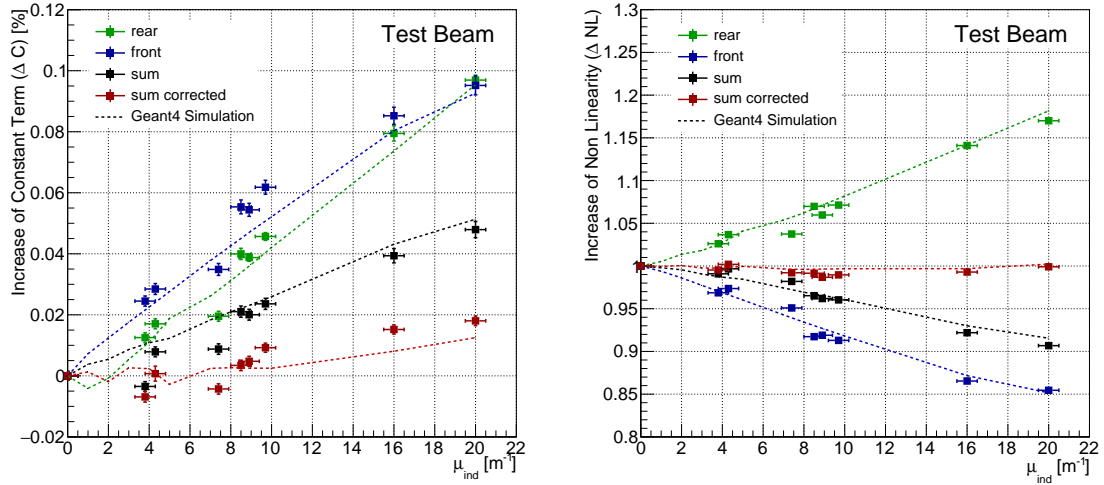 Increase of Constant Term (Δ C) [%]
Test Beam
rear
front
sum
sum corrected
Geant4 Simulation
0.1
0.08
0.06
0.04
0.02
0
−0.02
0 2 4 6 8 10 12 14 16 18 20 22
μind [m-1]
Increase of Non Linearity (Δ NL)
Test Beam
rear
front
sum
sum corrected
Geant4 Simulation
1.3
1.25
1.2
1.15
1.1
1.05
1
0.95
0.9
0.85
0.8
0 2 4 6 8 10 12 14 16 18 20 22
μind [m-1]